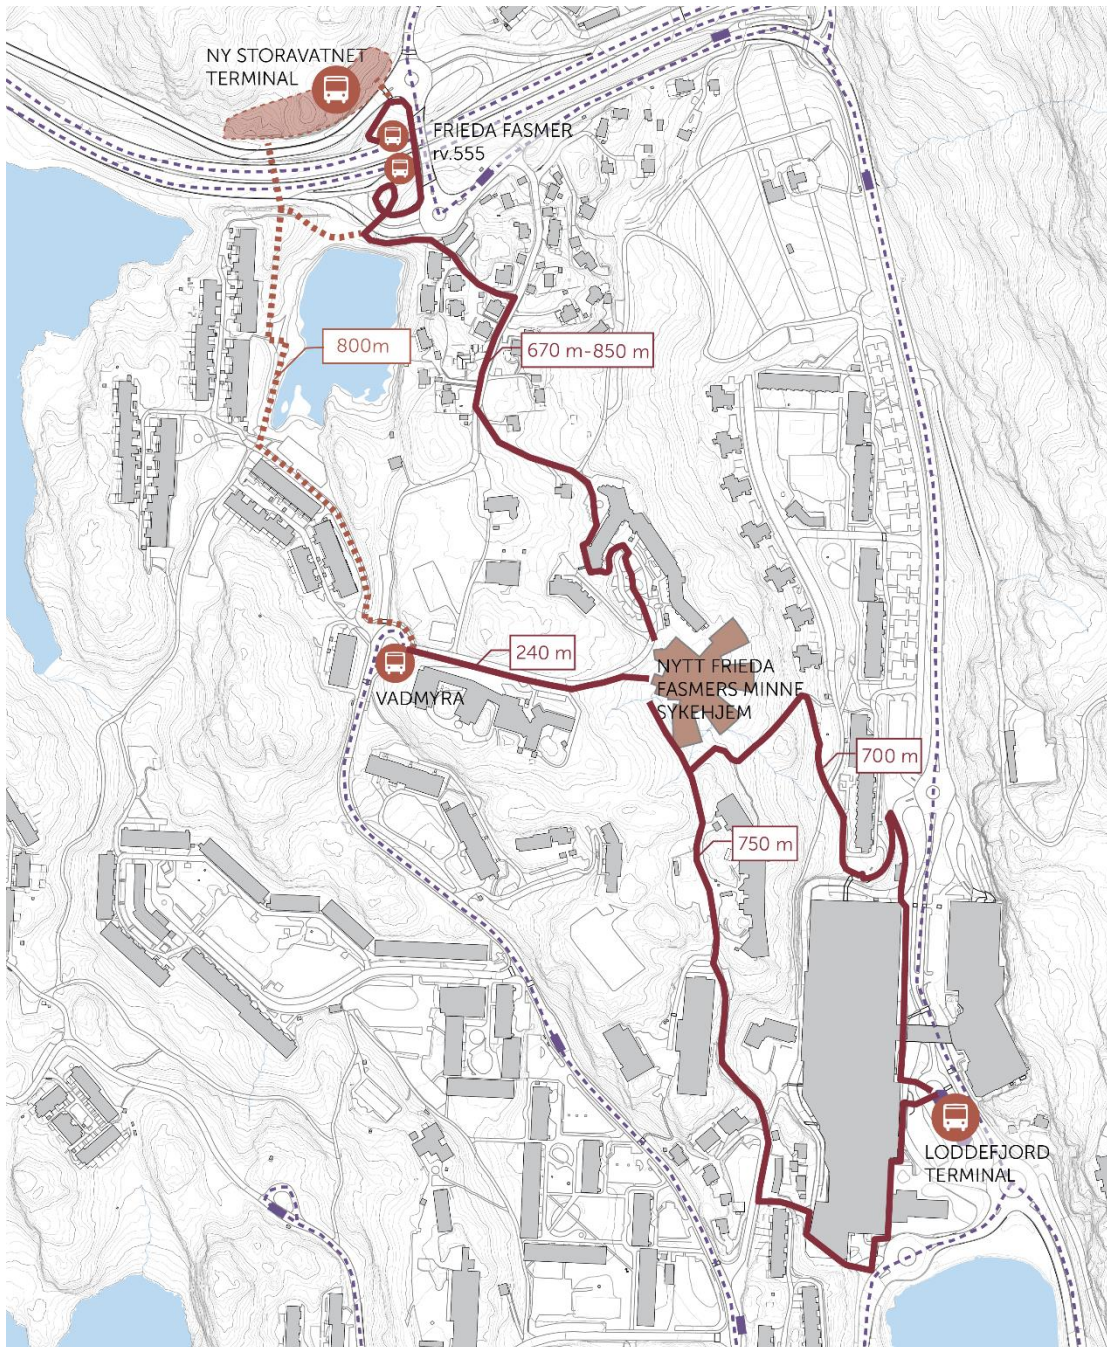 NY STORAVATNET
TERMINAL
FRIEDA FASMER
rv.555
800m
670 m-850 m
240 m
VADMYRA
NYTT FRIEDA
FASMERS MINNE
SYKEHJEM
700 m
750 m
LODDEFJORD
TERMINAL